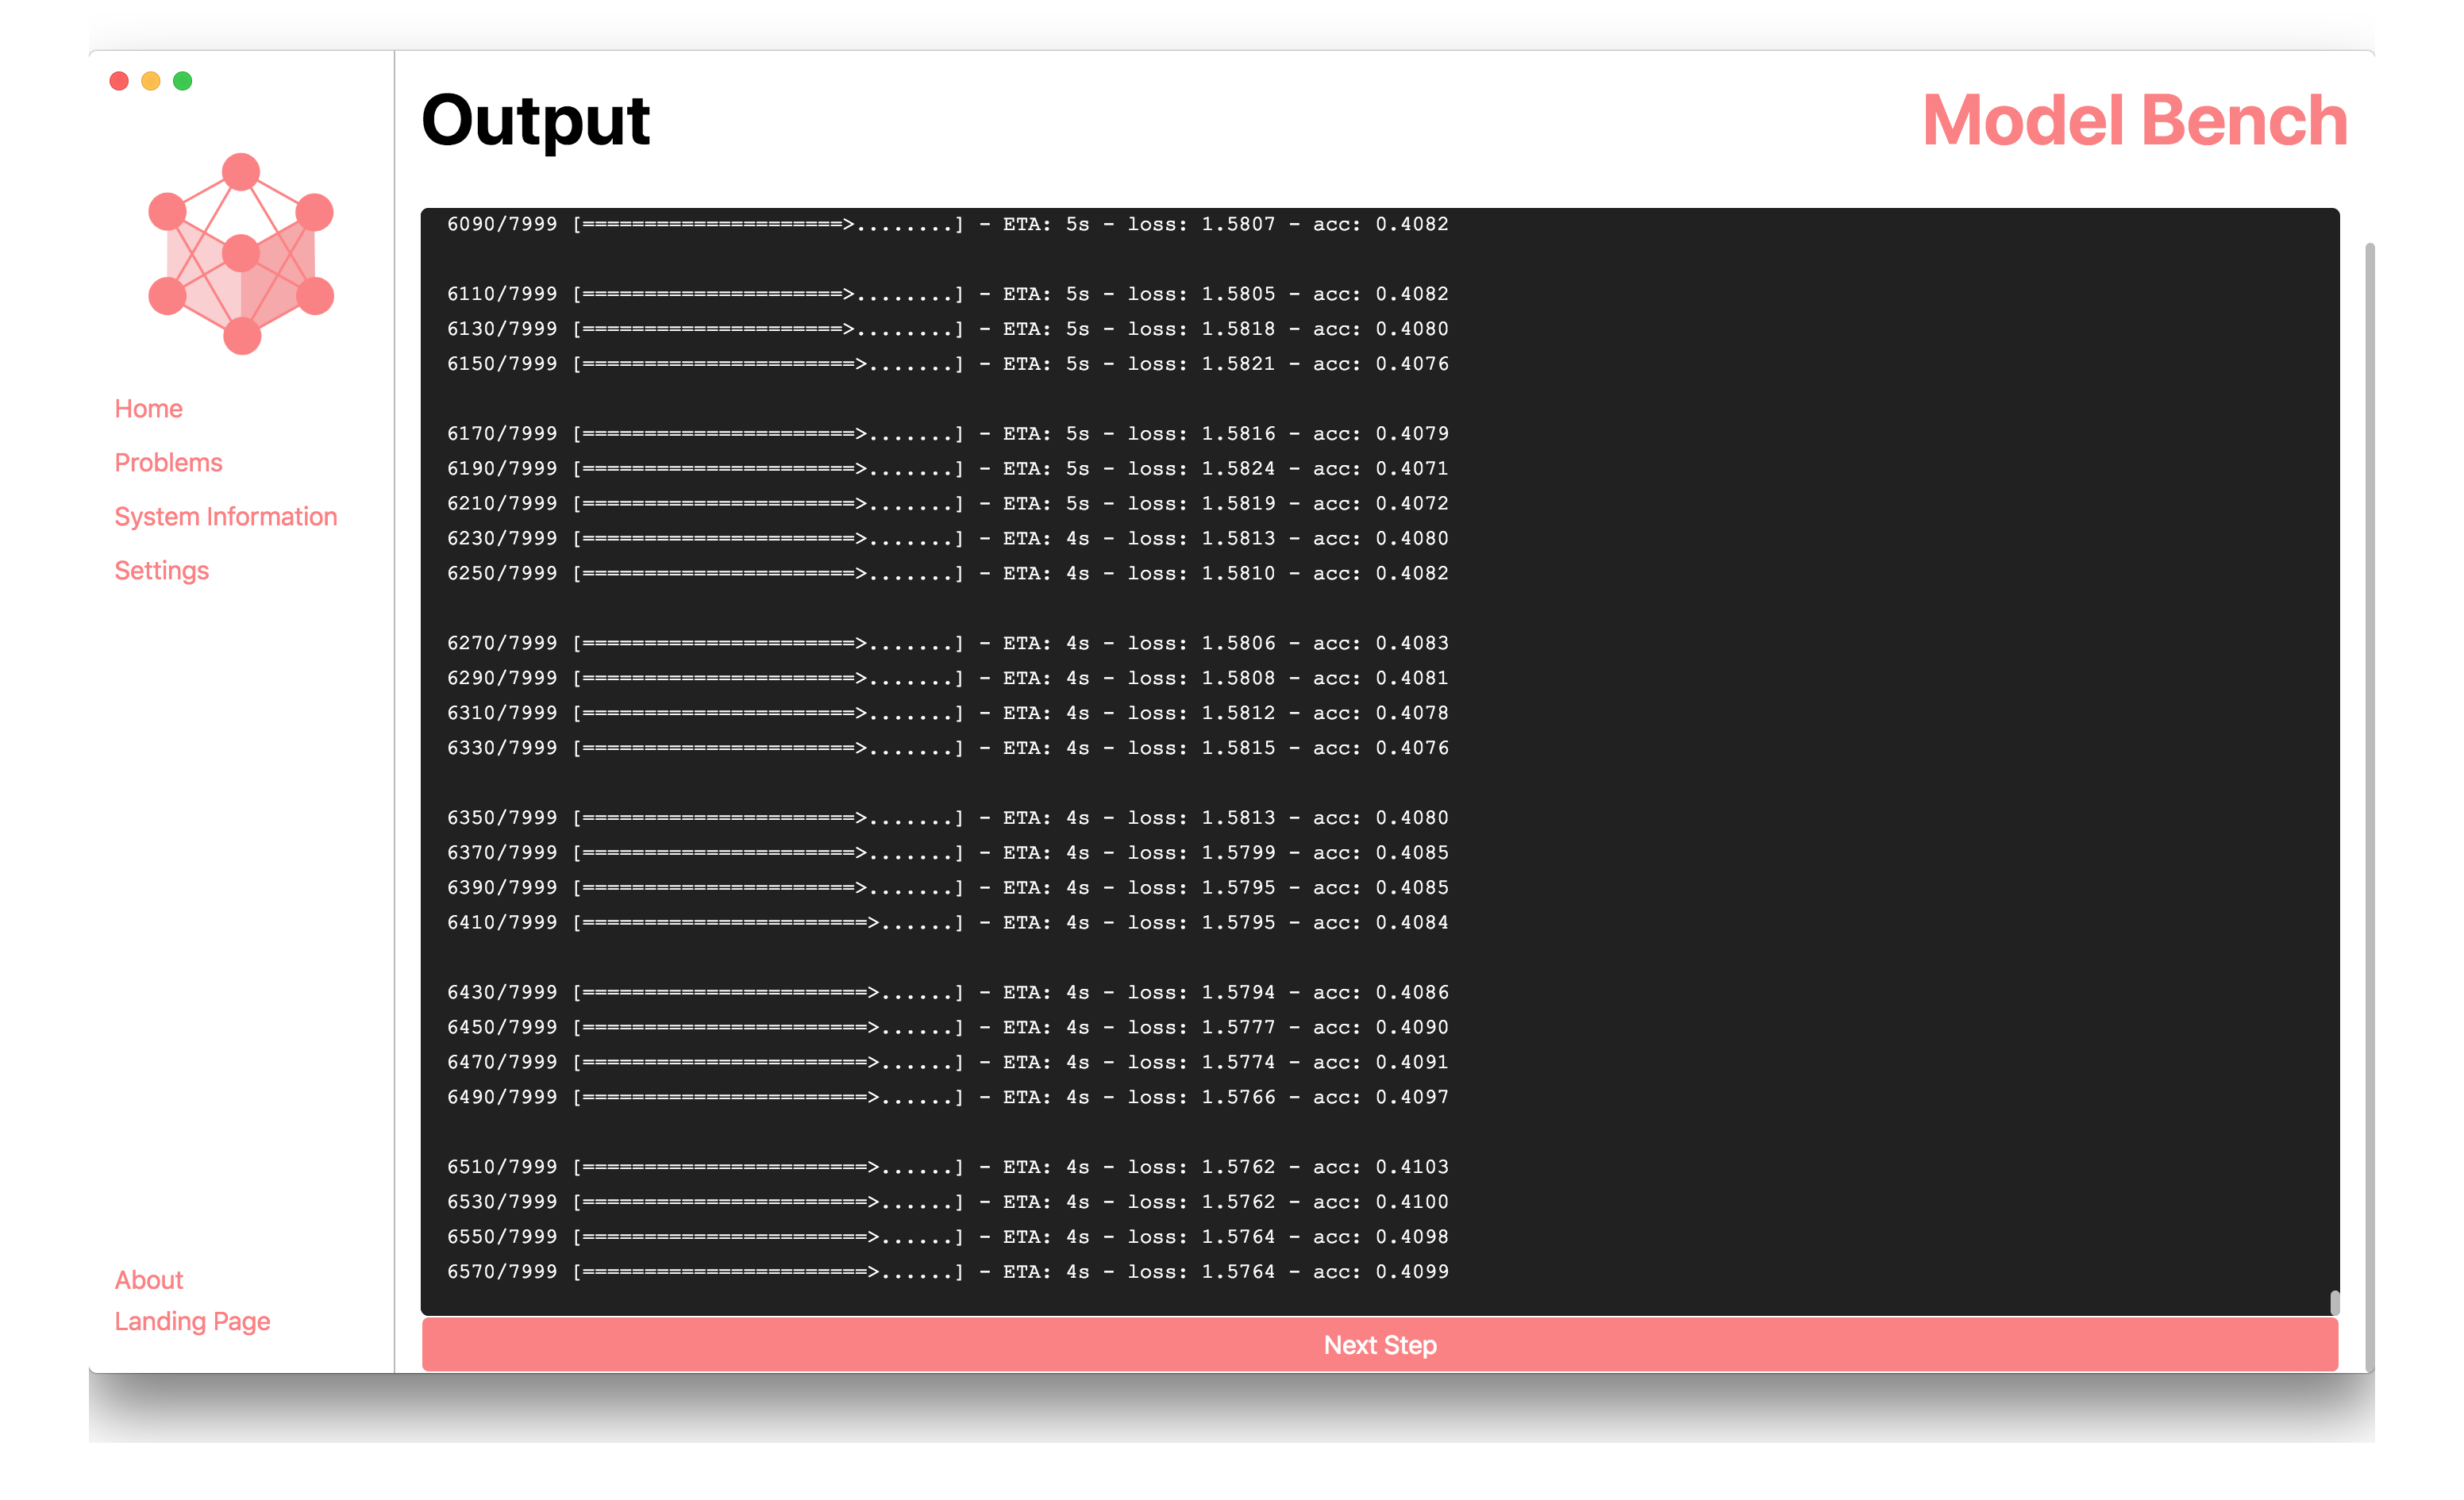 Output
Model Bench
Home
Problems
System Information
Settings
About
Landing Page
6090/7999 [=====================>........] - ETA: 5s - loss: 1.5807 - acc: 0.4082
6110/7999 [=====================>........] - ETA: 5s - loss: 1.5805 - acc: 0.4082
6130/7999 [=====================>........] - ETA: 5s - loss: 1.5818 - acc: 0.4080
6150/7999 [======================>.......] - ETA: 5s - loss: 1.5821 - acc: 0.4076
6170/7999 [======================>.......] - ETA: 5s - loss: 1.5816 - acc: 0.4079
6190/7999 [======================>.......] - ETA: 5s - loss: 1.5824 - acc: 0.4071
6210/7999 [======================>.......] - ETA: 5s - loss: 1.5819 - acc: 0.4072
6230/7999 [======================>.......] - ETA: 4s - loss: 1.5813 - acc: 0.4080
6250/7999 [======================>.......] - ETA: 4s - loss: 1.5810 - acc: 0.4082
6270/7999 [======================>.......] - ETA: 4s - loss: 1.5806 - acc: 0.4083
6290/7999 [======================>.......] - ETA: 4s - loss: 1.5808 - acc: 0.4081
6310/7999 [======================>.......] - ETA: 4s - loss: 1.5812 - acc: 0.4078
6330/7999 [======================>.......] - ETA: 4s - loss: 1.5815 - acc: 0.4076
6350/7999 [======================>.......] - ETA: 4s - loss: 1.5813 - acc: 0.4080
6370/7999 [======================>.......] - ETA: 4s - loss: 1.5799 - acc: 0.4085
6390/7999 [======================>.......] - ETA: 4s - loss: 1.5795 - acc: 0.4085
6410/7999 [=======================>......] - ETA: 4s - loss: 1.5795 - acc: 0.4084
6430/7999 [=======================>......] - ETA: 4s - loss: 1.5794 - acc: 0.4086
6450/7999 [=======================>......] - ETA: 4s - loss: 1.5777 - acc: 0.4090
6470/7999 [=======================>......] - ETA: 4s - loss: 1.5774 - acc: 0.4091
6490/7999 [=======================>......] - ETA: 4s - loss: 1.5766 - acc: 0.4097
6510/7999 [=======================>......] - ETA: 4s - loss: 1.5762 - acc: 0.4103
6530/7999 [=======================>......] - ETA: 4s - loss: 1.5762 - acc: 0.4100
6550/7999 [=======================>......] - ETA: 4s - loss: 1.5764 - acc: 0.4098
6570/7999 [=======================>......] - ETA: 4s - loss: 1.5764 - acc: 0.4099
Next Step